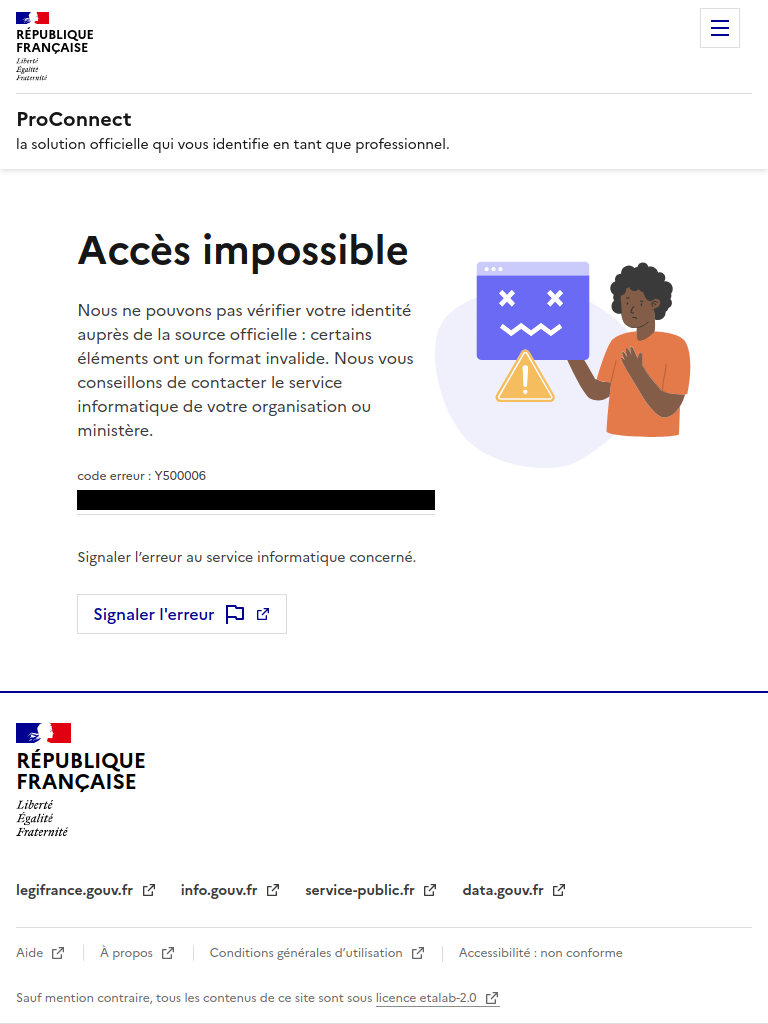 RÉPUBLIQUE
FRANÇAISE
Liberté
Égalité
Fraternité
ProConnect
la solution officielle qui vous identifie en tant que professionnel.
Accès impossible
Nous ne pouvons pas vérifier votre identité
auprès de la source officielle : certains
éléments ont un format invalide. Nous vous
conseillons de contacter le service
informatique de votre organisation ou
ministère.
code erreur : Y500006
Signaler l’erreur au service informatique concerné.
Signaler l'erreur
RÉPUBLIQUE
FRANÇAISE
Liberté
Égalité
Fraternité
legifrance.gouv.fr info.gouv.fr service-public.fr data.gouv.fr
Aide À propos Conditions générales d’utilisation Accessibilité : non conforme
Sauf mention contraire, tous les contenus de ce site sont sous licence etalab-2.0